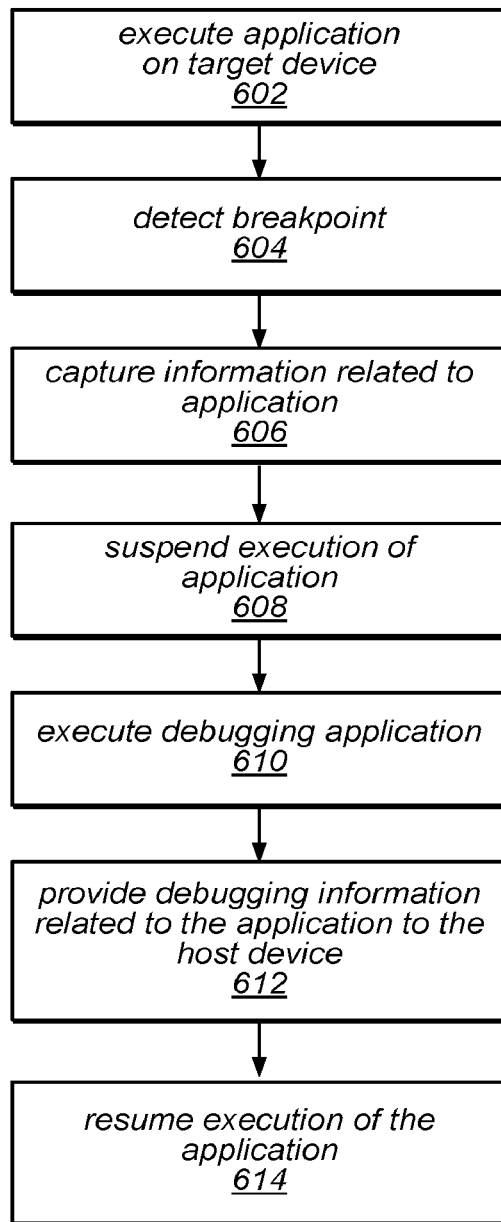 execute application
on target device
602
detect breakpoint
604
capture information related to
application
606
suspend execution of
application
608
execute debugging application
610
provide debugging information
related to the application to the
host device
612
resume execution of the
application
614